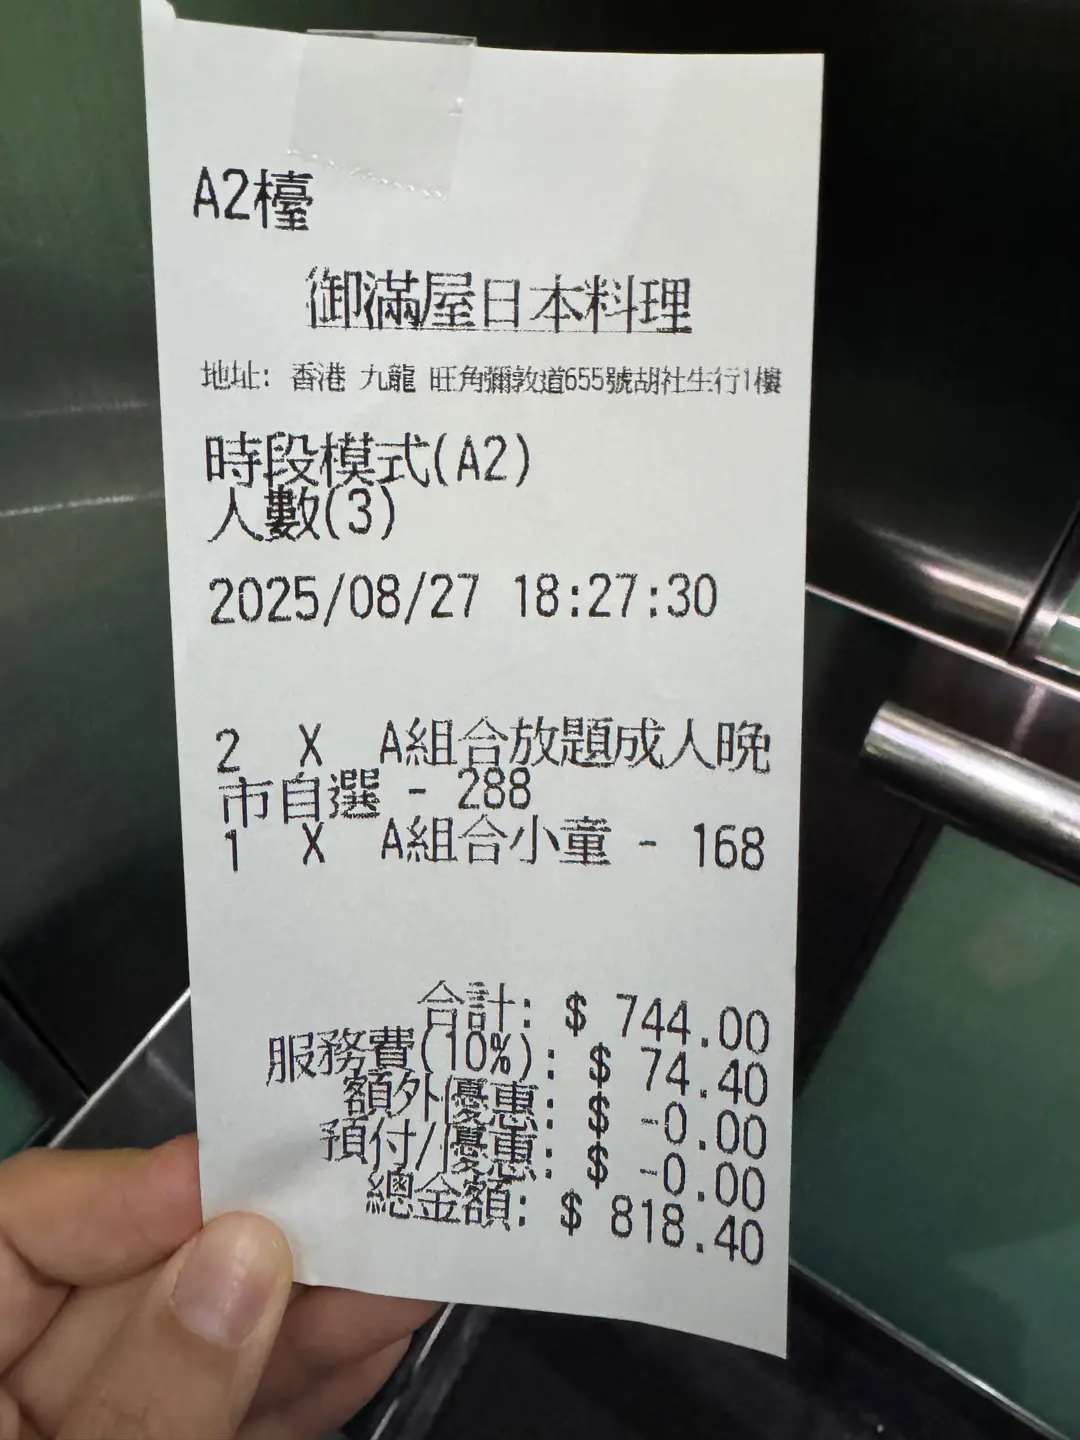 A2檯
御滿屋日本料理
地址: 香港 九龍 旺角彌敦道655號胡社生行1樓
時段模式(A2)
人數(3)
2025/08/27 18:27:30
2 X A組合放題成人晚
市自選 - 288
1 X A組合小童 - 168
合計: $ 744.00
服務費(10%): $ 74.40
額外優惠: $ -0.00
預付/優惠: $ -0.00
總金額: $ 818.40